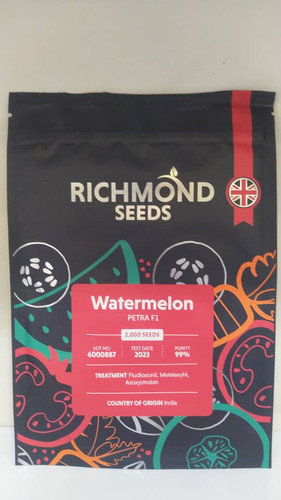 RICHMOND
SEEDS
Watermelon
PETRA F1
2,000 SEEDS
LOT NO TEST DATE PURITY
6000887 2023 99%
TREATMENT Fludioxonil, Metelexyhl,
Azoxystrobin
COUNTRY OF ORIGIN India